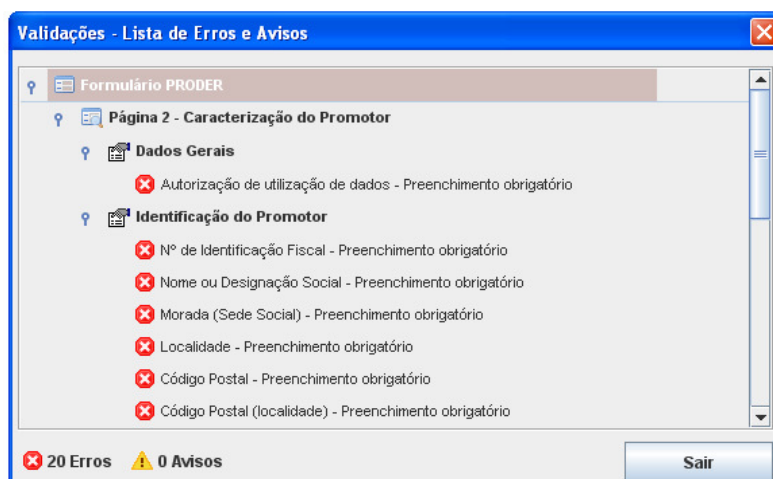 Validações - Lista de Erros e Avisos
Formulário PRODER
Página 2 - Caracterização do Promotor
Dados Gerais
Autorização de utilização de dados - Preenchimento obrigatório
Identificação do Promotor
Nº de Identificação Fiscal - Preenchimento obrigatório
Nome ou Designação Social - Preenchimento obrigatório
Morada (Sede Social) - Preenchimento obrigatório
Localidade - Preenchimento obrigatório
Código Postal - Preenchimento obrigatório
Código Postal (localidade) - Preenchimento obrigatório
20 Erros 0 Avisos Sair